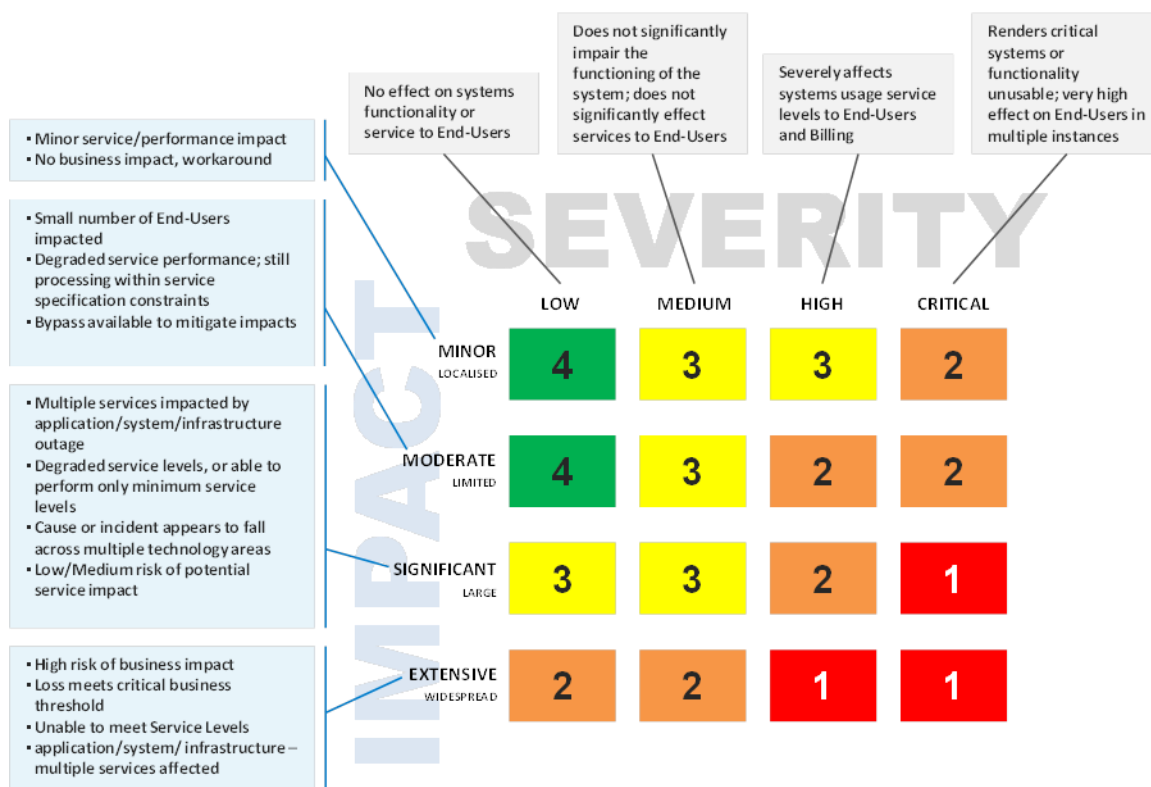 No effect on systems
functionality or
service to End-Users
Does not significantly
impair the
functioning of the
system; does not
significantly effect
services to End-Users
Severely affects
systems usage service
levels to End-Users
and Billing
Renders critical
systems or
functionality
unusable; very high
effect on End-Users in
multiple instances
▪ Minor service/performance impact
▪ No business impact, workaround
▪ Small number of End-Users
impacted
▪ Degraded service performance; still
processing within service
specification constraints
▪ Bypass available to mitigate impacts
▪ Multiple services impacted by
application/system/infrastructure
outage
▪ Degraded service levels, or able to
perform only minimum service
levels
▪ Cause or incident appears to fall
across multiple technology areas
▪ Low/Medium risk of potential
service impact
▪ High risk of business impact
▪ Loss meets critical business
threshold
▪ Unable to meet Service Levels
▪ application/system/ infrastructure –
multiple services affected
SEVERITY
IMPACT
LOW MEDIUM HIGH CRITICAL
MINOR
LOCALISED
4 3 3 2
MODERATE
LIMITED
4 3 2 2
SIGNIFICANT
LARGE
3 3 2 1
EXTENSIVE
WIDESPREAD
2 2 1 1